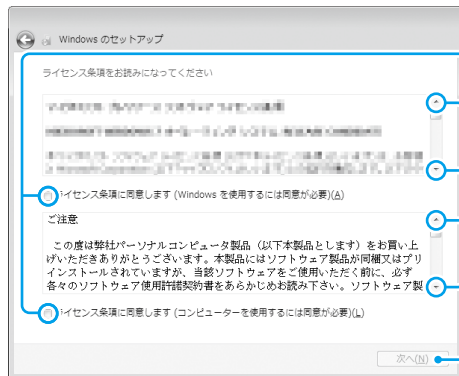 Windows のセットアップ
ライセンス条項をお読みになってください
ライセンス条項に同意します (Windows を使用するには同意が必要)(A)
ご注意
この度は弊社パーソナルコンピュータ製品（以下本製品とします）をお買い上
げいただきありがとうございます。本製品にはソフトウェア製品が同梱又はプリ
インストールされていますが、当該ソフトウェアをご使用いただく前に、必ず
各々のソフトウェア使用許諾契約書をあらかじめお読み下さい。ソフトウェア製
ライセンス条項に同意します (コンピューターを使用するには同意が必要)(L)
次へ(N)